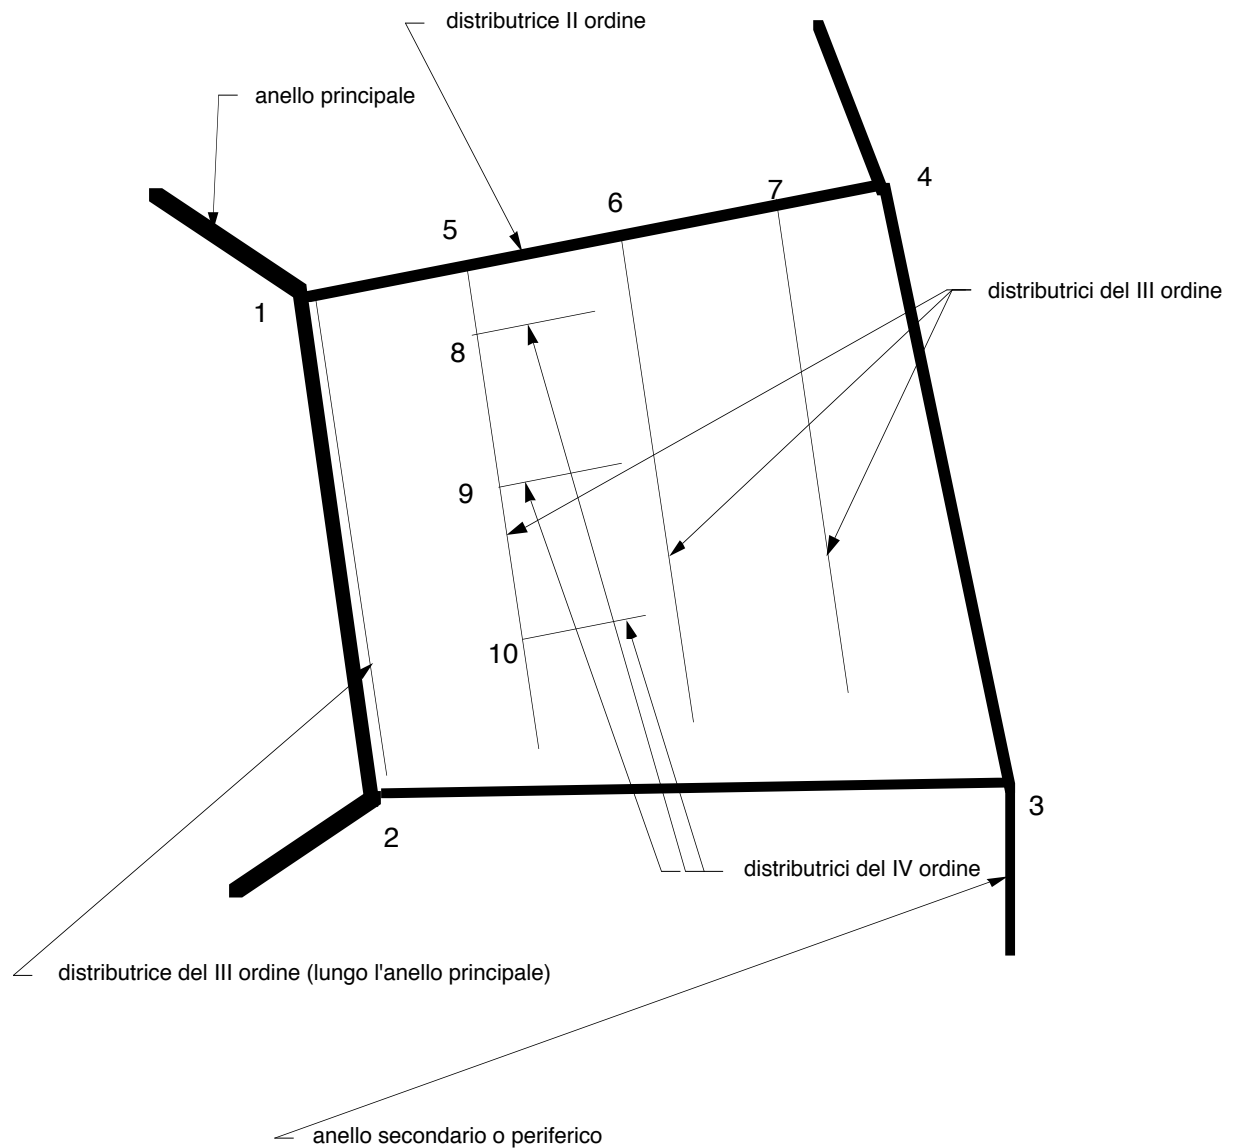 distributrice II ordine
anello principale
4
7
6
5
distributrici del III ordine
1
8
9
10
3
2
distributrici del IV ordine
distributrice del III ordine (lungo l'anello principale)
anello secondario o periferico